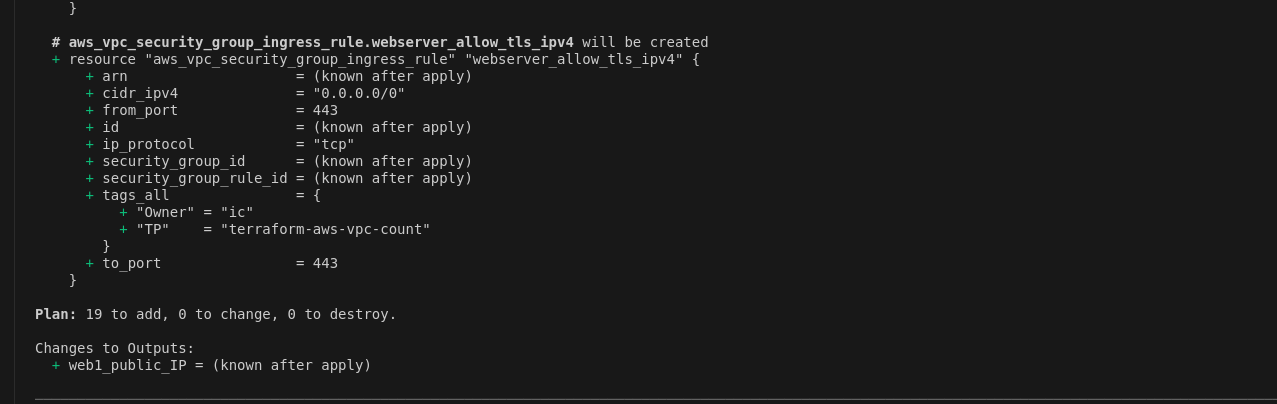 }

  # aws_vpc_security_group_ingress_rule.webserver_allow_tls_ipv4 will be created
  + resource "aws_vpc_security_group_ingress_rule" "webserver_allow_tls_ipv4" {
      + arn                    = (known after apply)
      + cidr_ipv4              = "0.0.0.0/0"
      + from_port              = 443
      + id                     = (known after apply)
      + ip_protocol            = "tcp"
      + security_group_id      = (known after apply)
      + security_group_rule_id = (known after apply)
      + tags_all               = {
          + "Owner" = "ic"
          + "TP"    = "terraform-aws-vpc-count"
        }
      + to_port                = 443
    }

Plan: 19 to add, 0 to change, 0 to destroy.

Changes to Outputs:
  + web1_public_IP = (known after apply)